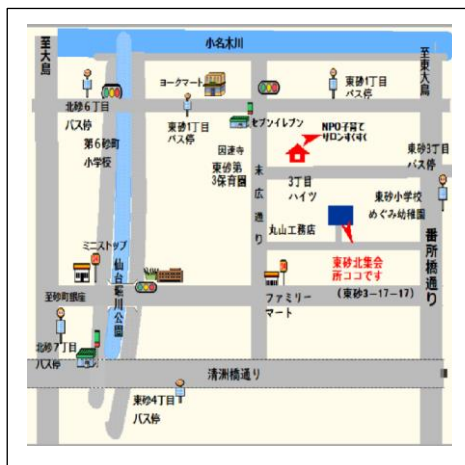 小名木川
至大島
至東大島
ヨークマート
東砂1丁目
バス停
北砂6丁目
バス停
セブンイレブン
NPO子育て
サロンすくすく
第6砂町
小学校
東砂1丁目
バス停
因速寺
東砂第
3保育園
末広通り
3丁目
ハイツ
東砂3丁目
バス停
東砂小学校
めぐみ幼稚園
丸山工務店
番所橋通り
ミニストップ
仙台堀川公園
東砂北集会
所ココです
至砂町銀座
ファミリー
マート
(東砂3-17-17)
北砂7丁目
バス停
清洲橋通り
東砂4丁目
バス停